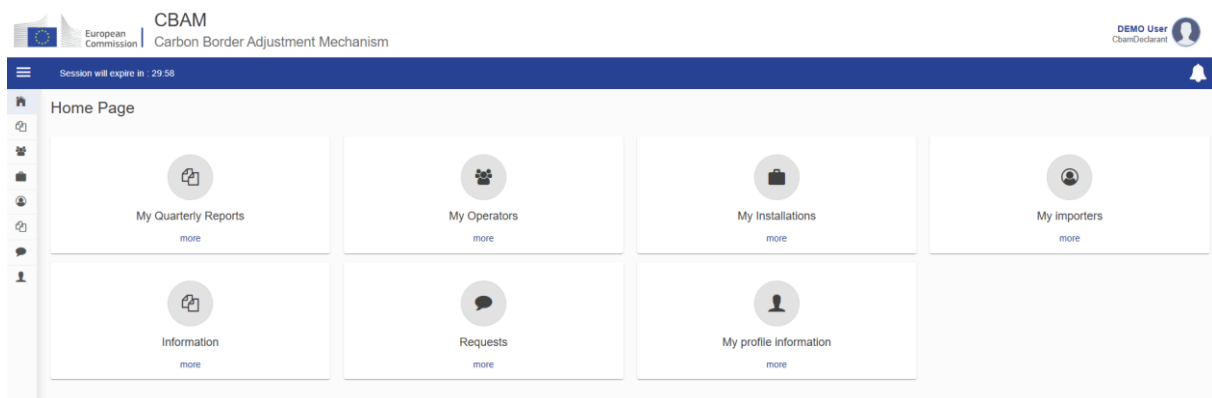 European
Commission
CBAM
Carbon Border Adjustment Mechanism
DEMO User
CbamDeclarant
Session will expire in : 29:58
Home Page
My Quarterly Reports
more
My Operators
more
My Installations
more
My importers
more
Information
more
Requests
more
My profile information
more